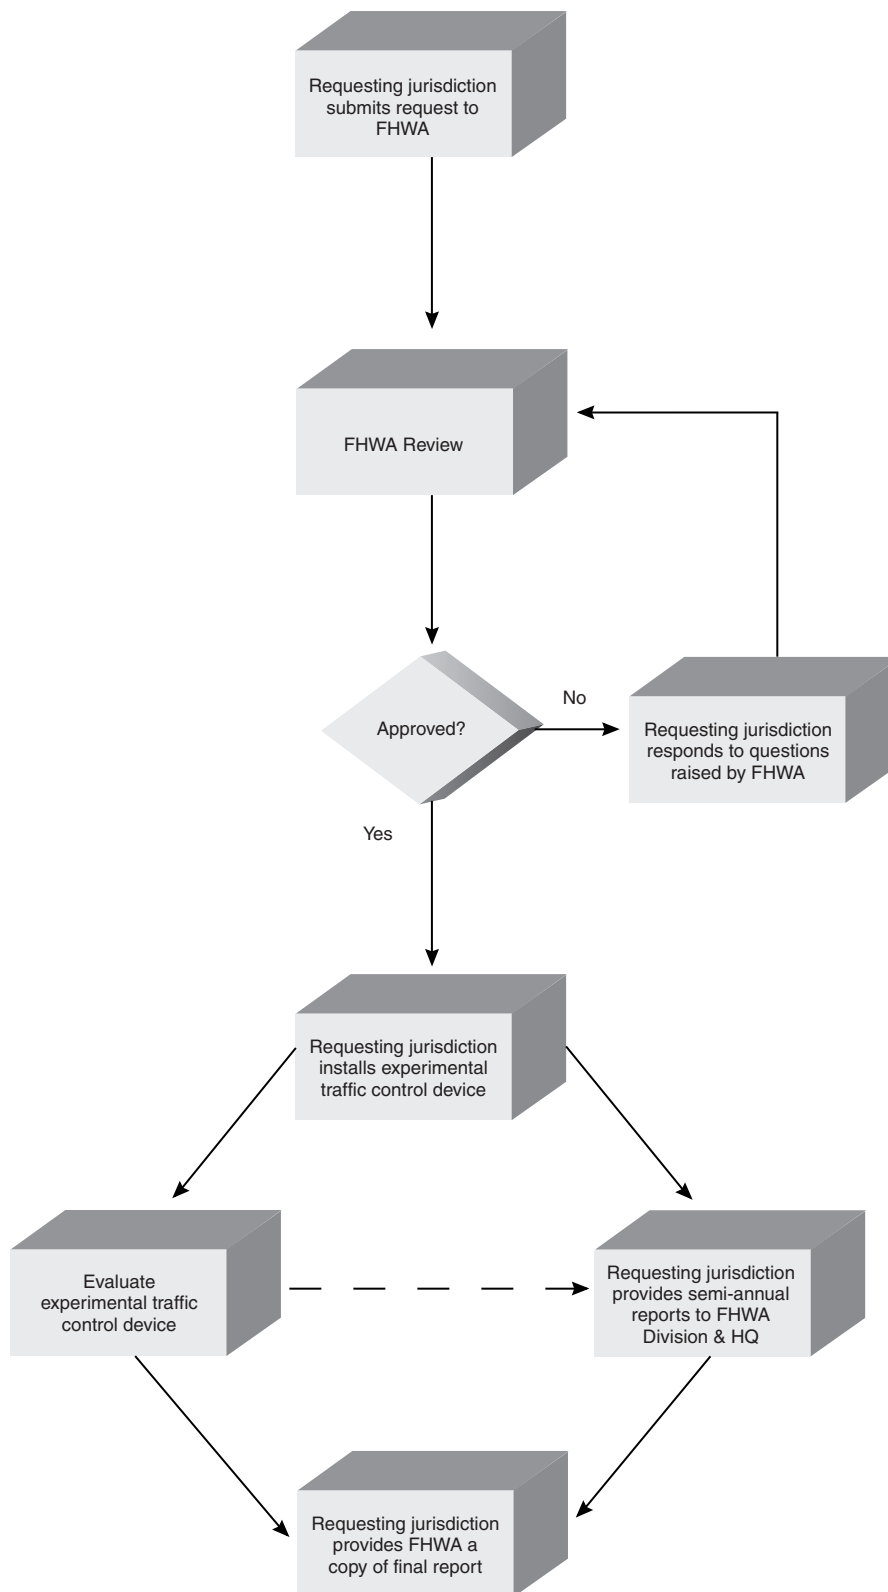 Requesting jurisdiction
submits request to
FHWA
FHWA Review
Approved?
No
Requesting jurisdiction
responds to questions
raised by FHWA
Yes
Requesting jurisdiction
installs experimental
traffic control device
Evaluate
experimental traffic
control device
Requesting jurisdiction
provides semi-annual
reports to FHWA
Division & HQ
Requesting jurisdiction
provides FHWA a
copy of final report